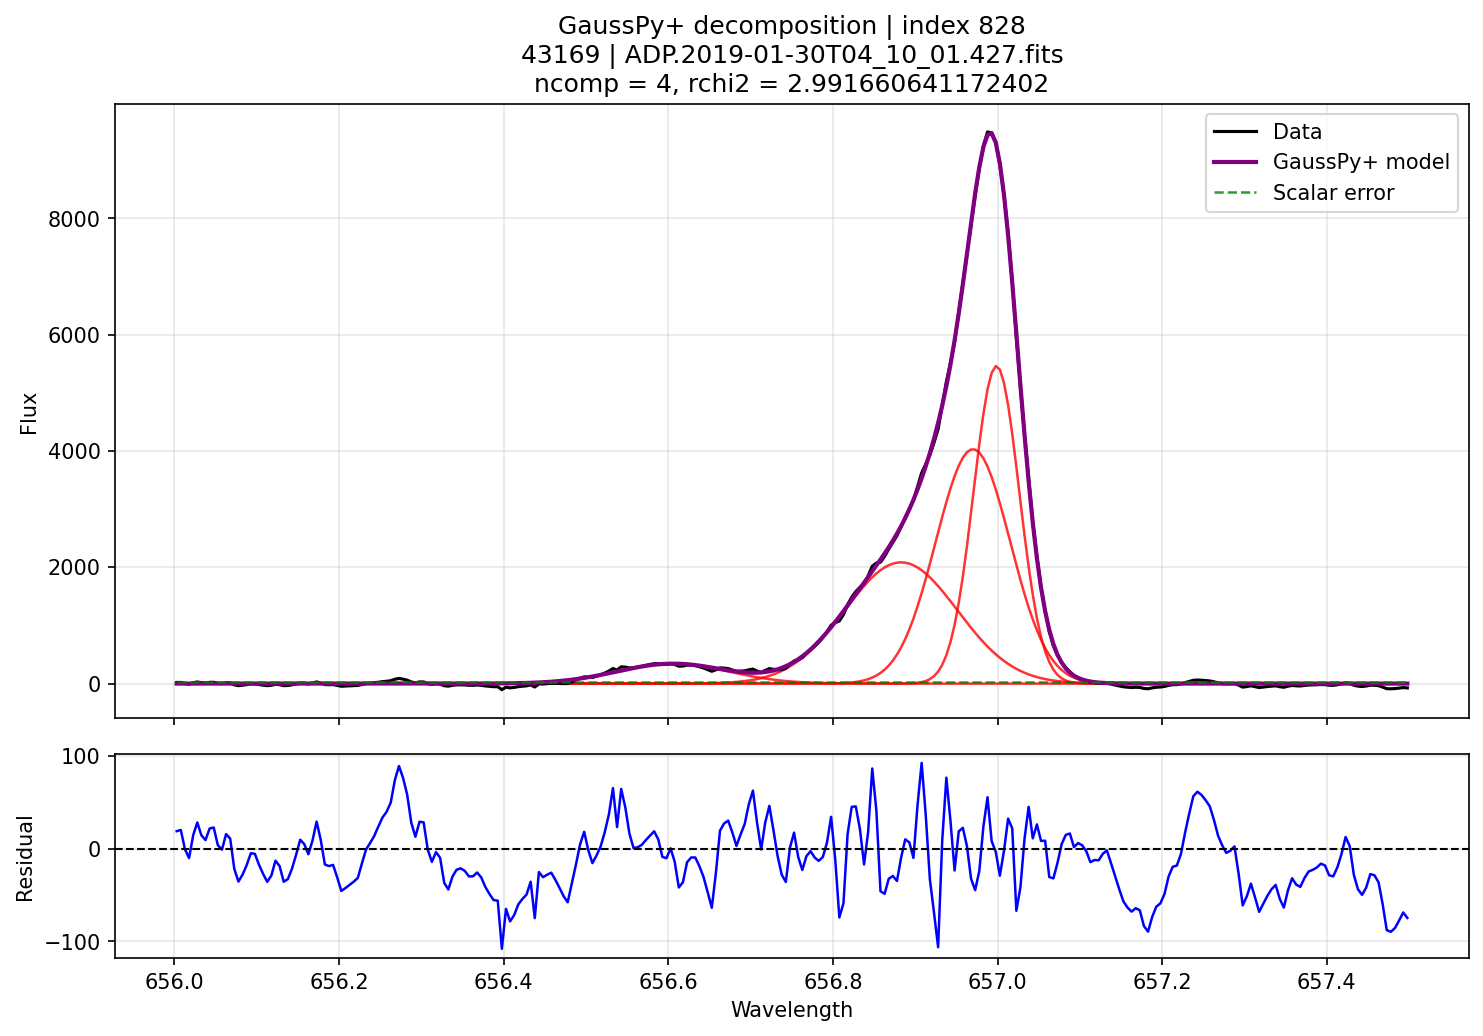 GaussPy+ decomposition | index 828
43169 | ADP.2019-01-30T04_10_01.427.fits
ncomp = 4, rchi2 = 2.991660641172402
Data
GaussPy+ model
Scalar error
8000
6000
4000
2000
0
Flux
100
0
−100
Residual
656.0 656.2 656.4 656.6 656.8 657.0 657.2 657.4
Wavelength